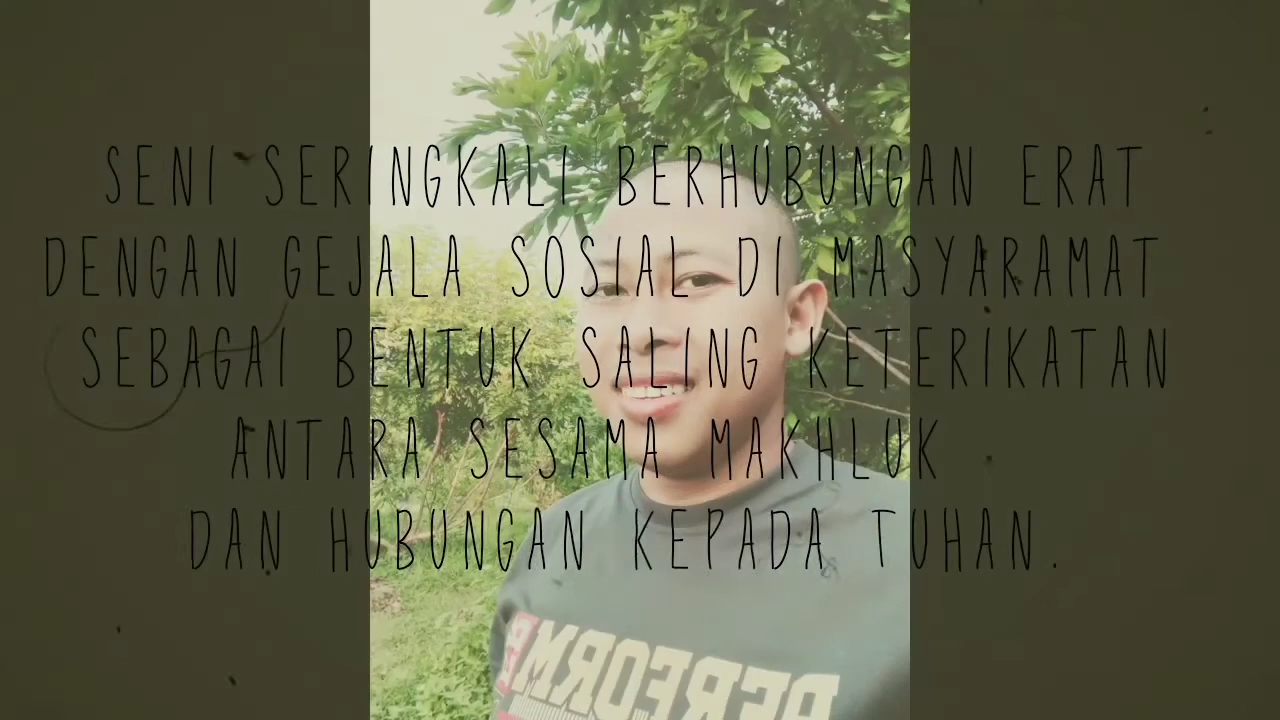 SENI SERINGKALI BERHUBUNGAN ERAT
DENGAN GEJALA SOSIAL DI MASYARAMAT
SEBAGAI BENTUK SALING KETERIKATAN
ANTARA SESAMA MAKHLUK
DAN HUBUNGAN KEPADA TUHAN.
PERFORM